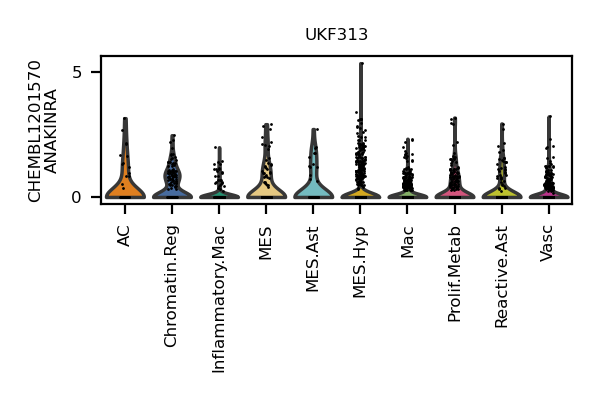 UKF313
CHEMBL1201570
ANAKINRA
5
0
AC
Chromatin.Reg
Inflammatory.Mac
MES
MES.Ast
MES.Hyp
Mac
Prolif.Metab
Reactive.Ast
Vasc